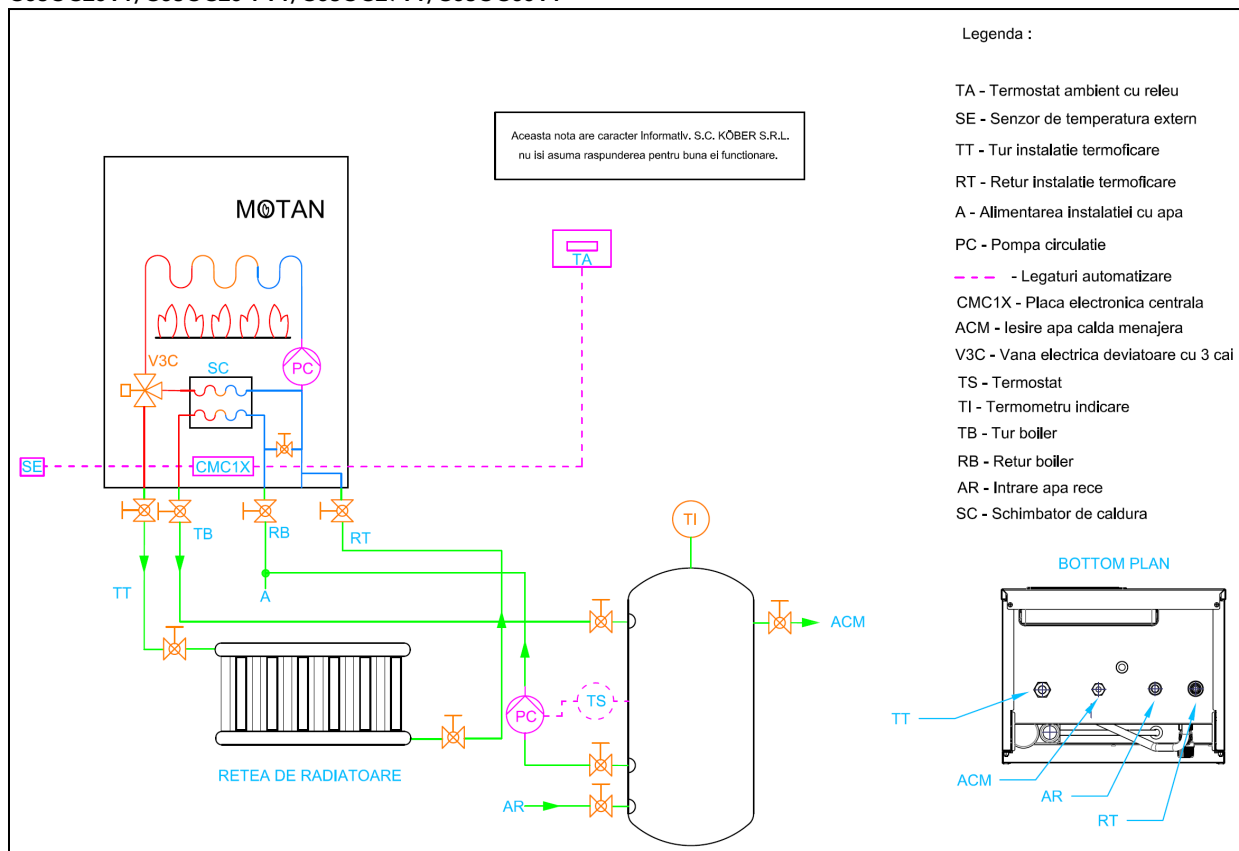 Legenda :
TA - Termostat ambient cu releu
SE - Senzor de temperatura extern
TT - Tur instalatie termoficare
RT - Retur instalatie termoficare
A - Alimentarea instalatiei cu apa
PC - Pompa circulatie
- Legaturi automatizare
CMC1X - Placa electronica centrala
ACM - Iesire apa calda menajera
V3C - Vana electrica deviatoare cu 3 cai
TS - Termostat
TI - Termometru indicare
TB - Tur boiler
RB - Retur boiler
AR - Intrare apa rece
SC - Schimbator de caldura
Aceasta nota are caracter Informativ. S.C. KÖBER S.R.L.
nu isi asuma raspunderea pentru buna ei functionare.
MOTAN
TA
V3C
SC
PC
SE
CMC1X
TB
RB
RT
TI
TT
A
ACM
TS
PC
RETEA DE RADIATOARE
AR
BOTTOM PLAN
TT
ACM
AR
RT